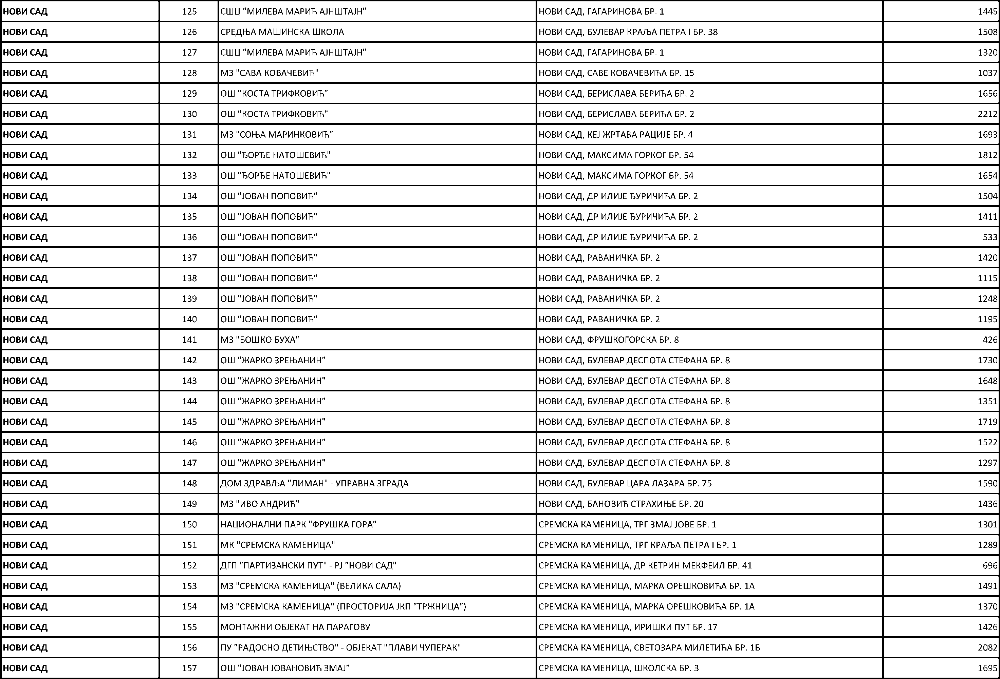 НОВИ САД 125 СШЦ "МИЛЕВА МАРИЋ АЈНШТАЈН" НОВИ САД, ГАГАРИНОВА БР. 1 1445
НОВИ САД 126 СРЕДЊА МАШИНСКА ШКОЛА НОВИ САД, БУЛЕВАР КРАЉА ПЕТРА I БР. 38 1508
НОВИ САД 127 СШЦ "МИЛЕВА МАРИЋ АЈНШТАЈН" НОВИ САД, ГАГАРИНОВА БР. 1 1320
НОВИ САД 128 МЗ "САВА КОВАЧЕВИЋ" НОВИ САД, САВЕ КОВАЧЕВИЋА БР. 15 1037
НОВИ САД 129 ОШ "КОСТА ТРИФКОВИЋ" НОВИ САД, БЕРИСЛАВА БЕРИЋА БР. 2 1656
НОВИ САД 130 ОШ "КОСТА ТРИФКОВИЋ" НОВИ САД, БЕРИСЛАВА БЕРИЋА БР. 2 2212
НОВИ САД 131 МЗ "СОЊА МАРИНКОВИЋ" НОВИ САД, КЕЈ ЖРТАВА РАЦИЈЕ БР. 4 1693
НОВИ САД 132 ОШ "ЂОРЂЕ НАТОШЕВИЋ" НОВИ САД, МАКСИМА ГОРКОГ БР. 54 1812
НОВИ САД 133 ОШ "ЂОРЂЕ НАТОШЕВИЋ" НОВИ САД, МАКСИМА ГОРКОГ БР. 54 1654
НОВИ САД 134 ОШ "ЈОВАН ПОПОВИЋ" НОВИ САД, ДР ИЛИЈЕ ЂУРИЧИЋА БР. 2 1504
НОВИ САД 135 ОШ "ЈОВАН ПОПОВИЋ" НОВИ САД, ДР ИЛИЈЕ ЂУРИЧИЋА БР. 2 1411
НОВИ САД 136 ОШ "ЈОВАН ПОПОВИЋ" НОВИ САД, ДР ИЛИЈЕ ЂУРИЧИЋА БР. 2 533
НОВИ САД 137 ОШ "ЈОВАН ПОПОВИЋ" НОВИ САД, РАВАНИЧКА БР. 2 1420
НОВИ САД 138 ОШ "ЈОВАН ПОПОВИЋ" НОВИ САД, РАВАНИЧКА БР. 2 1115
НОВИ САД 139 ОШ "ЈОВАН ПОПОВИЋ" НОВИ САД, РАВАНИЧКА БР. 2 1248
НОВИ САД 140 ОШ "ЈОВАН ПОПОВИЋ" НОВИ САД, РАВАНИЧКА БР. 2 1195
НОВИ САД 141 МЗ "БОШКО БУХА" НОВИ САД, ФРУШКОГОРСКА БР. 8 426
НОВИ САД 142 ОШ "ЖАРКО ЗРЕЊАНИН" НОВИ САД, БУЛЕВАР ДЕСПОТА СТЕФАНА БР. 8 1730
НОВИ САД 143 ОШ "ЖАРКО ЗРЕЊАНИН" НОВИ САД, БУЛЕВАР ДЕСПОТА СТЕФАНА БР. 8 1648
НОВИ САД 144 ОШ "ЖАРКО ЗРЕЊАНИН" НОВИ САД, БУЛЕВАР ДЕСПОТА СТЕФАНА БР. 8 1351
НОВИ САД 145 ОШ "ЖАРКО ЗРЕЊАНИН" НОВИ САД, БУЛЕВАР ДЕСПОТА СТЕФАНА БР. 8 1719
НОВИ САД 146 ОШ "ЖАРКО ЗРЕЊАНИН" НОВИ САД, БУЛЕВАР ДЕСПОТА СТЕФАНА БР. 8 1522
НОВИ САД 147 ОШ "ЖАРКО ЗРЕЊАНИН" НОВИ САД, БУЛЕВАР ДЕСПОТА СТЕФАНА БР. 8 1297
НОВИ САД 148 ДОМ ЗДРАВЉА "ЛИМАН" - УПРАВНА ЗГРАДА НОВИ САД, БУЛЕВАР ЦАРА ЛАЗАРА БР. 75 1590
НОВИ САД 149 МЗ "ИВО АНДРИЋ" НОВИ САД, БАНОВИЋ СТРАХИЊЕ БР. 20 1436
НОВИ САД 150 НАЦИОНАЛНИ ПАРК "ФРУШКА ГОРА" СРЕМСКА КАМЕНИЦА, ТРГ ЗМАЈ ЈОВЕ БР. 1 1301
НОВИ САД 151 МК "СРЕМСКА КАМЕНИЦА" СРЕМСКА КАМЕНИЦА, ТРГ КРАЉА ПЕТРА I БР. 1 1289
НОВИ САД 152 ДГП "ПАРТИЗАНСКИ ПУТ" - РЈ "НОВИ САД" СРЕМСКА КАМЕНИЦА, ДР КЕТРИН МЕКФЕИЛ БР. 41 696
НОВИ САД 153 МЗ "СРЕМСКА КАМЕНИЦА" (ВЕЛИКА САЛА) СРЕМСКА КАМЕНИЦА, МАРКА ОРЕШКОВИЋА БР. 1А 1491
НОВИ САД 154 МЗ "СРЕМСКА КАМЕНИЦА" (ПРОСТОРИЈА ЈКП "ТРЖНИЦА") СРЕМСКА КАМЕНИЦА, МАРКА ОРЕШКОВИЋА БР. 1А 1370
НОВИ САД 155 МОНТАЖНИ ОБЈЕКАТ НА ПАРАГОВУ СРЕМСКА КАМЕНИЦА, ИРИШКИ ПУТ БР. 17 1426
НОВИ САД 156 ПУ "РАДОСНО ДЕТИЊСТВО" - ОБЈЕКАТ "ПЛАВИ ЧУПЕРАК" СРЕМСКА КАМЕНИЦА, СВЕТОЗАРА МИЛЕТИЋА БР. 1Б 2082
НОВИ САД 157 ОШ "ЈОВАН ЈОВАНОВИЋ ЗМАЈ" СРЕМСКА КАМЕНИЦА, ШКОЛСКА БР. 3 1695